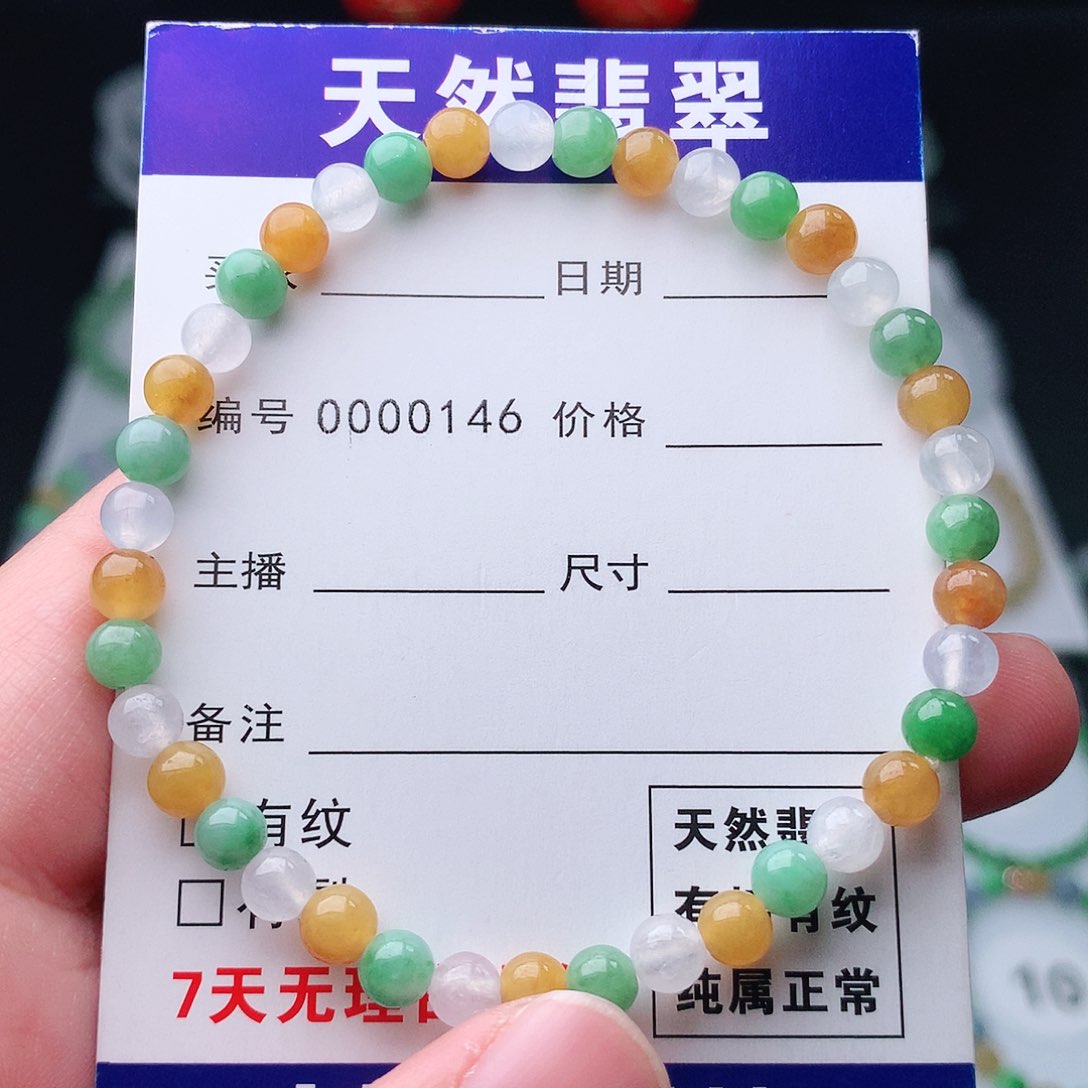 天然翡翠
日期
编号 0000146 价格
主播 尺寸
备注
有纹
天然翡
有纹
7天无理
纯属正常
10